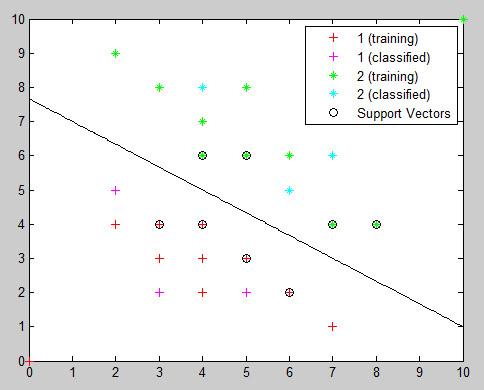 10
9
8
7
6
5
4
3
2
1
0
0 1 2 3 4 5 6 7 8 9 10
1 (training)
1 (classified)
2 (training)
2 (classified)
Support Vectors